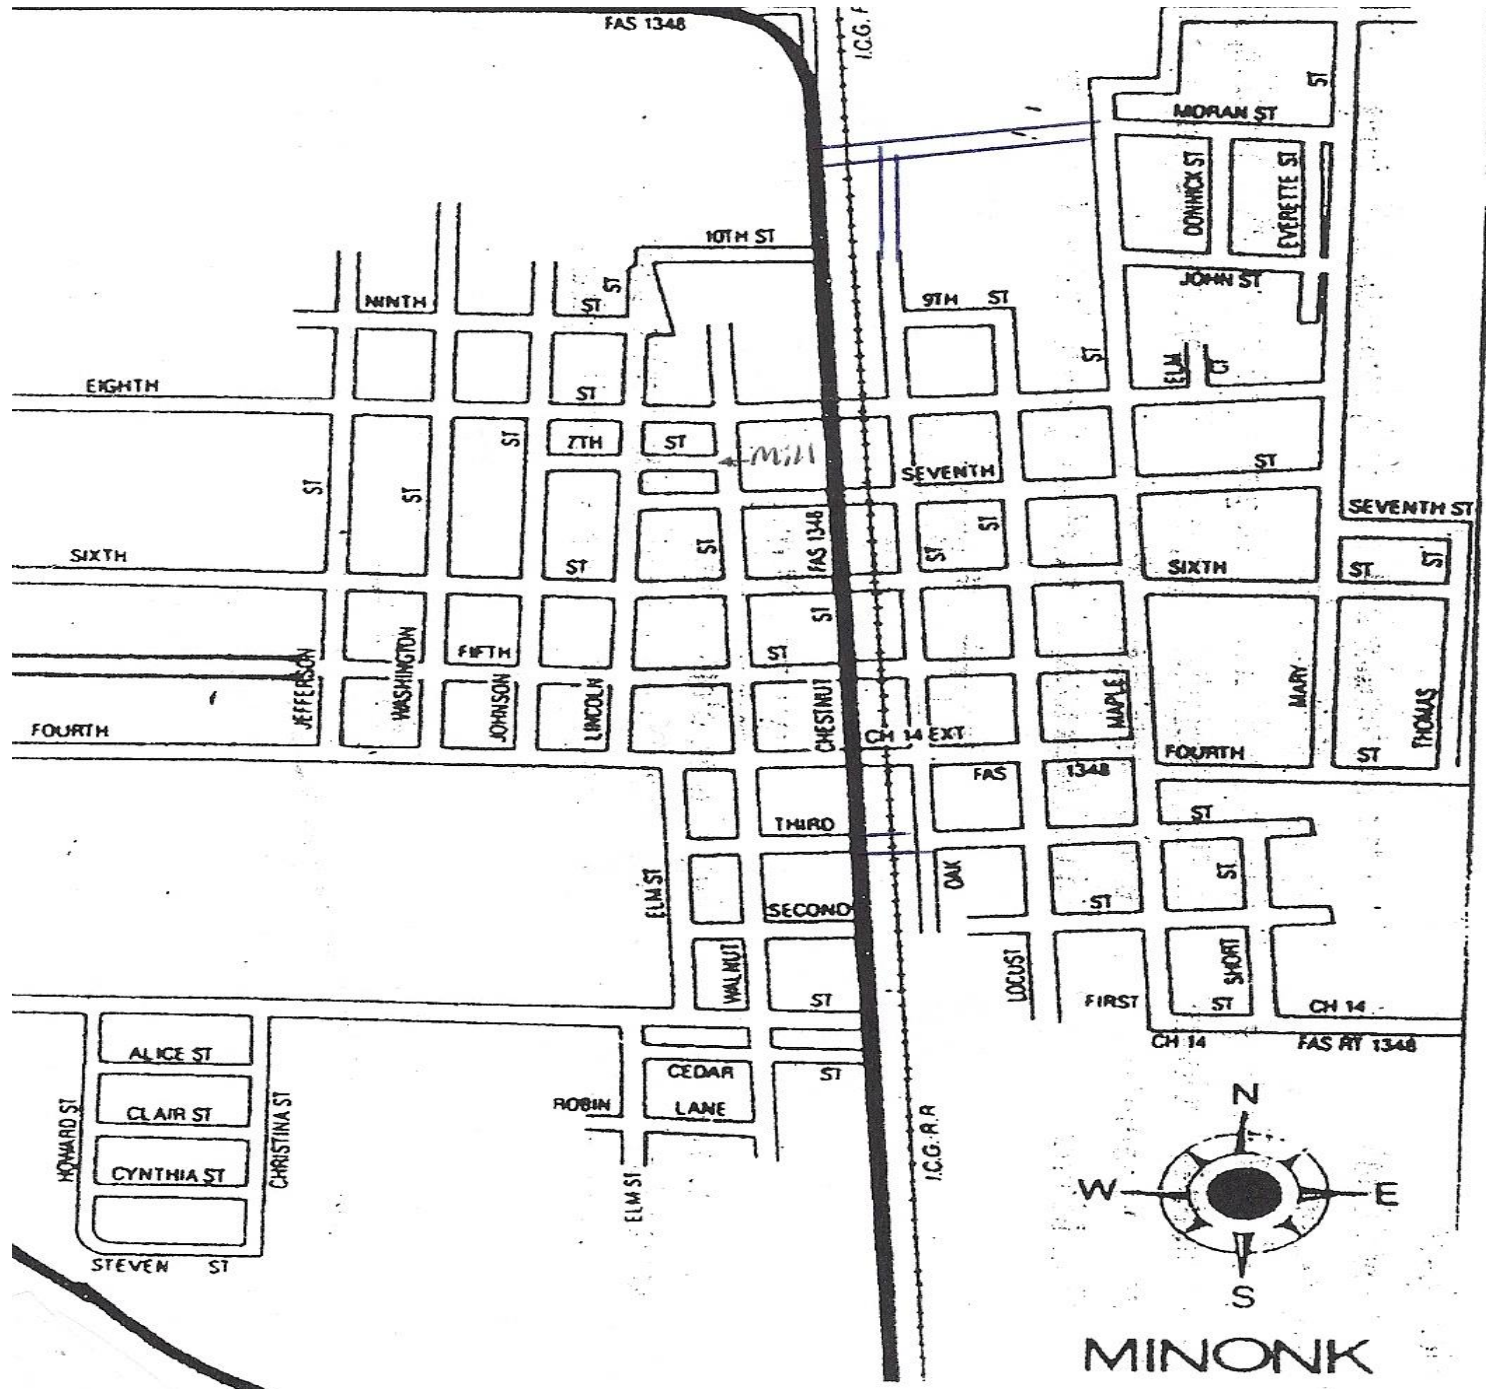 FAS 1348
I.C.G. R
ST
MORAN ST
DONNICK ST
EVERETTE ST
10TH ST
JOHN ST
NINTH
ST
ST
9TH ST
ST
ELM
CT
EIGHTH
ST
ST
7TH
ST
SEVENTH
ST
ST
ST
SEVENTH ST
FAS 1348
ST
ST
ST
SIXTH
ST
SIXTH
ST
ST
ST
FIFTH
ST
JEFFERSON
WASHINGTON
JOHNSON
LINCOLN
CHESTNUT
MAPLE
MARY
THOMAS
FOURTH
CH 14 EXT
FOURTH
ST
FAS
1348
THIRD
ST
ELM ST
OAK
ST
SECOND
ST
WALNUT
LOCUST
SHORT
ST
FIRST
ST
CH 14
CH 14
FAS RT 1348
ALICE ST
CEDAR
ST
ROBIN
LANE
CLAIR ST
HOWARD ST
CHRISTINA ST
CYNTHIA ST
I.C.G. R.R
ELM ST
STEVEN ST
N
W
E
S
MINONK